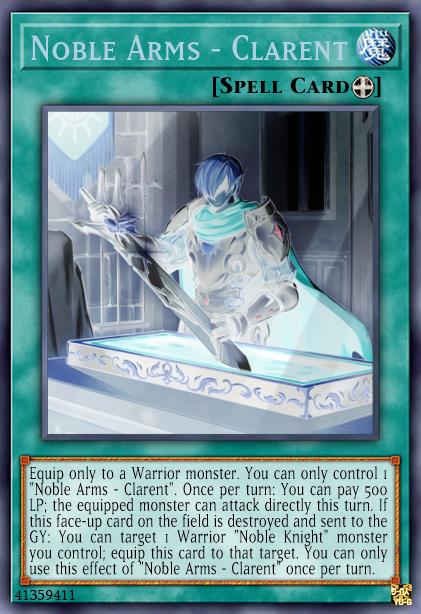 NOBLE ARMS - CLARENT 魔
[SPELL CARD]
Equip only to a Warrior monster. You can only control 1
"Noble Arms - Clarent". Once per turn: You can pay 500
LP; the equipped monster can attack directly this turn. If
this face-up card on the field is destroyed and sent to the
GY: You can target 1 Warrior "Noble Knight" monster
you control; equip this card to that target. You can only
use this effect of "Noble Arms - Clarent" once per turn.
41359411